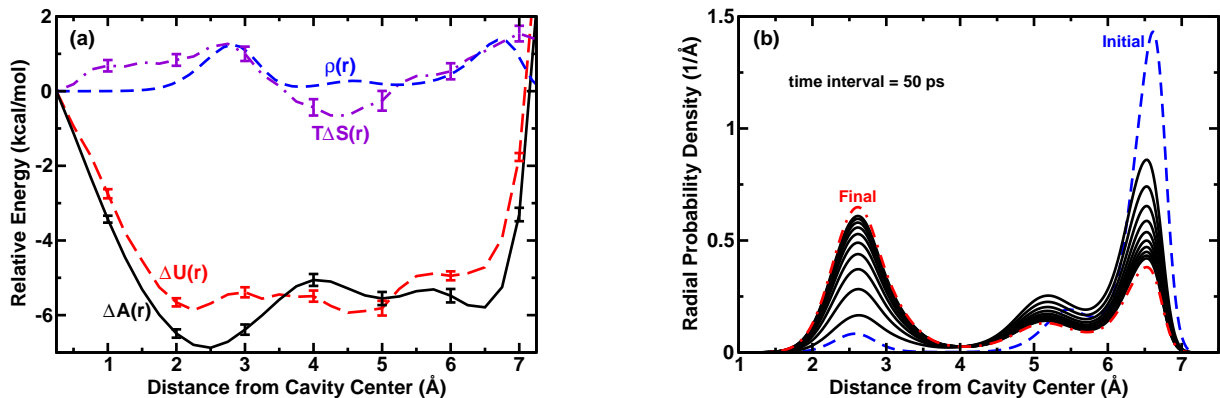 (a)
2
0
-2
-4
-6
Relative Energy (kcal/mol)
ρ(r)
TΔS(r)
ΔU(r)
ΔA(r)
1 2 3 4 5 6 7
Distance from Cavity Center (Å)
(b)
1.5
1
0.5
0
Radial Probability Density (1/Å)
Initial
time interval = 50 ps
Final
1 2 3 4 5 6 7
Distance from Cavity Center (Å)